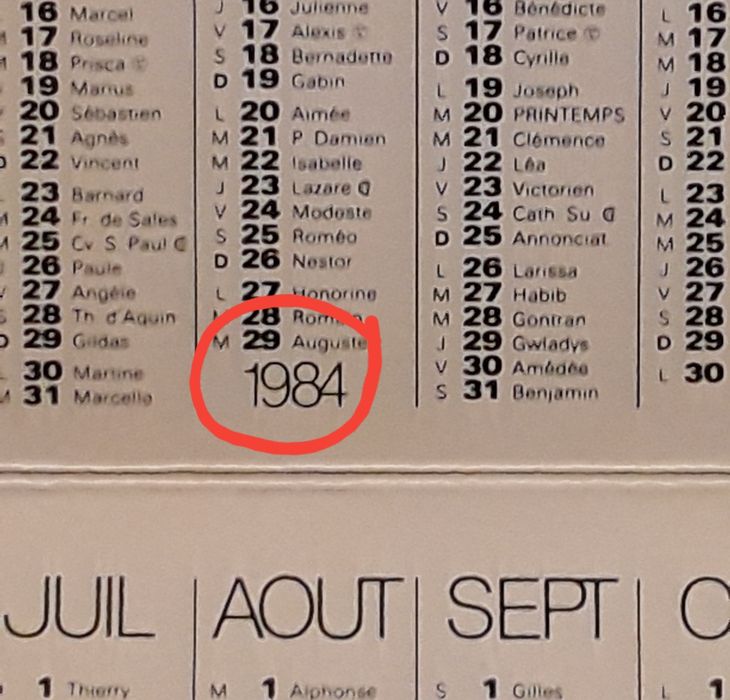 16 Marcel
17 Roseline
18 Prisca
19 Marius
20 Sébastien
21 Agnès
22 Vincent
23 Barnard
24 Fr. de Sales
25 Cv S Paul
26 Paule
27 Angèle
28 Th d'Aquin
29 Gildas
30 Martine
31 Marcelle
J 16 Julienne
V 17 Alexis
S 18 Bernadette
D 19 Gabin
L 20 Aimée
M 21 P Damien
M 22 Isabelle
J 23 Lazare
V 24 Modeste
S 25 Roméo
D 26 Nestor
L 27 Honorine
M 28 Romain
M 29 Auguste
1984
V 16 Bénédicte
S 17 Patrice
D 18 Cyrille
L 19 Joseph
M 20 PRINTEMPS
M 21 Clémence
J 22 Léa
V 23 Victorien
S 24 Cath Su
D 25 Annonciat
L 26 Larissa
M 27 Habib
M 28 Gontran
J 29 Gwladys
V 30 Amédée
S 31 Benjamin
L 16
M 17
M 18
J 19
V 20
S 21
D 22
L 23
M 24
M 25
J 26
V 27
S 28
D 29
L 30
JUIL
1 Thierry
AOUT
M 1 Alphonse
SEPT
S 1 Gilles
L 1